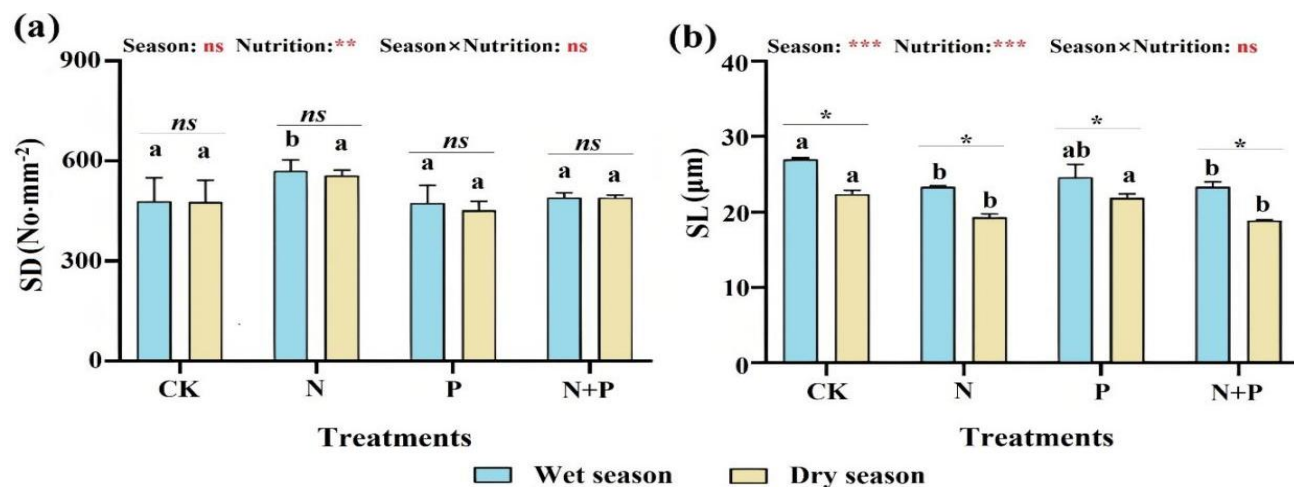 (a)
Season: ns Nutrition:** Season×Nutrition: ns
SD(No·mm⁻²)
900
600
300
0
ns
ns
ns
ns
a a
b a
a a
a a
CK N P N+P
Treatments
(b)
Season: *** Nutrition:*** Season×Nutrition: ns
SL(μm)
40
30
20
10
0
*
*
*
*
a a
b b
ab a
b b
CK N P N+P
Treatments
Wet season Dry season